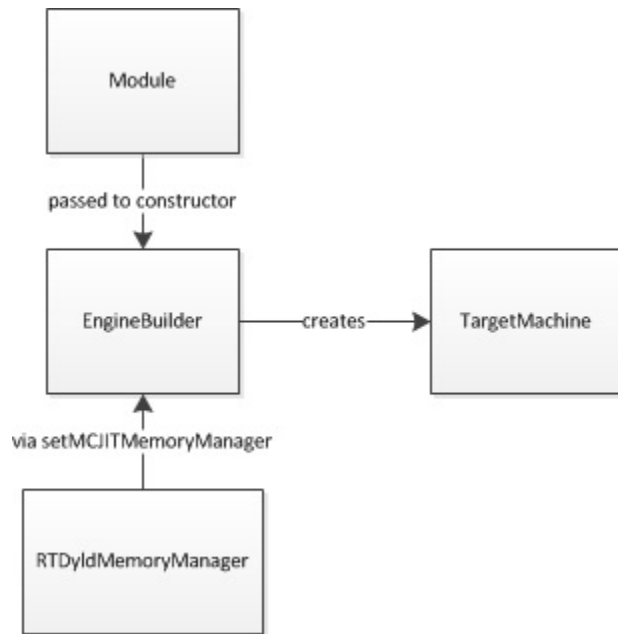 Module
passed to constructor
EngineBuilder
creates
TargetMachine
via setMCJITMemoryManager
RTDyldMemoryManager